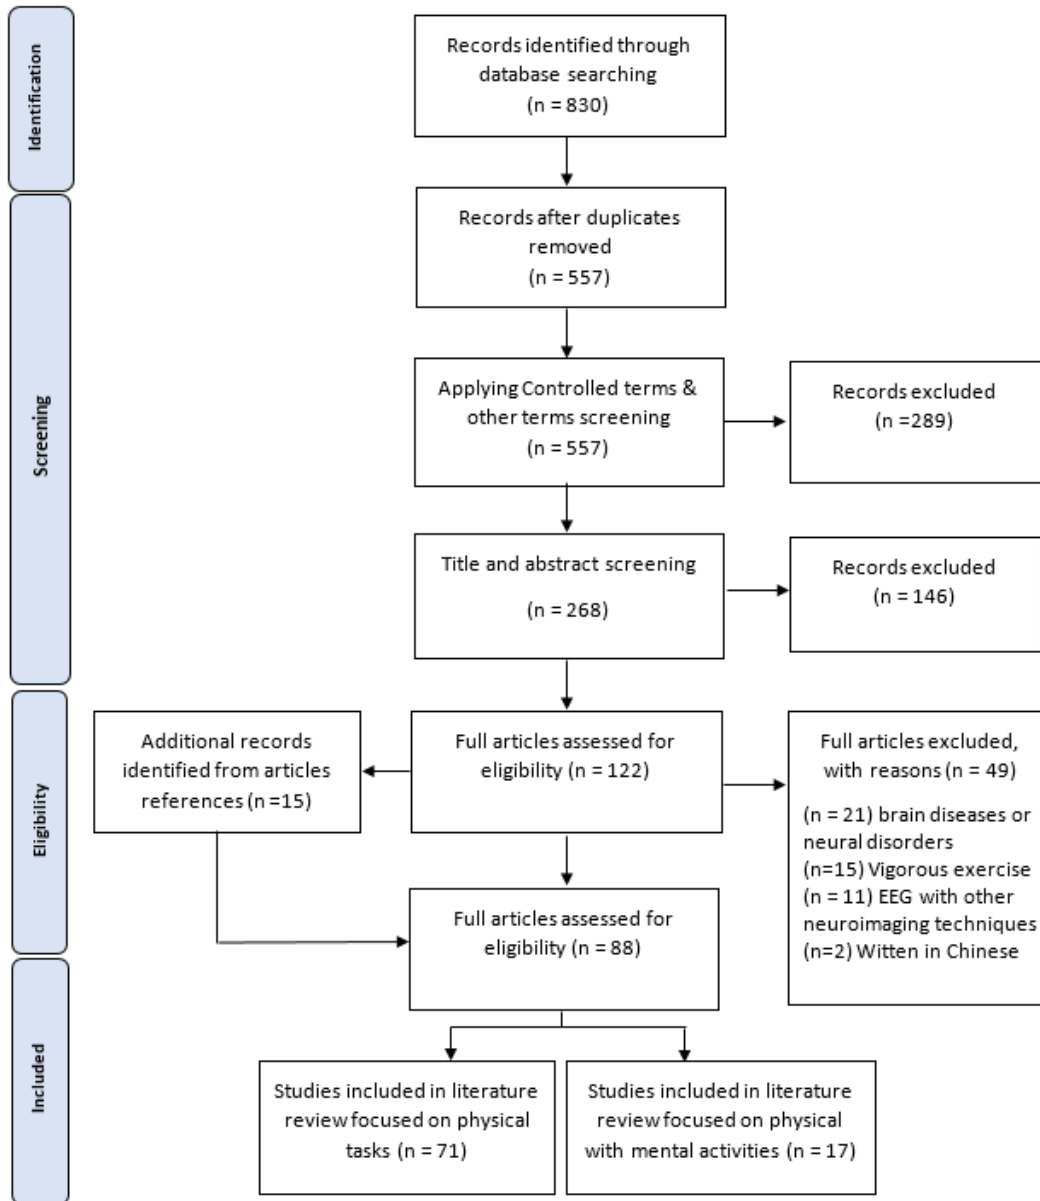 Identification
Records identified through
database searching
(n = 830)
Records after duplicates
removed
(n = 557)
Screening
Applying Controlled terms &
other terms screening
(n = 557)
Records excluded
(n =289)
Title and abstract screening
(n = 268)
Records excluded
(n = 146)
Eligibility
Additional records
identified from articles
references (n =15)
Full articles assessed for
eligibility (n = 122)
Full articles excluded,
with reasons (n = 49)
(n = 21) brain diseases or
neural disorders
(n=15) Vigorous exercise
(n = 11) EEG with other
neuroimaging techniques
(n=2) Witten in Chinese
Full articles assessed for
eligibility (n = 88)
Included
Studies included in literature
review focused on physical
tasks (n = 71)
Studies included in literature
review focused on physical
with mental activities (n = 17)